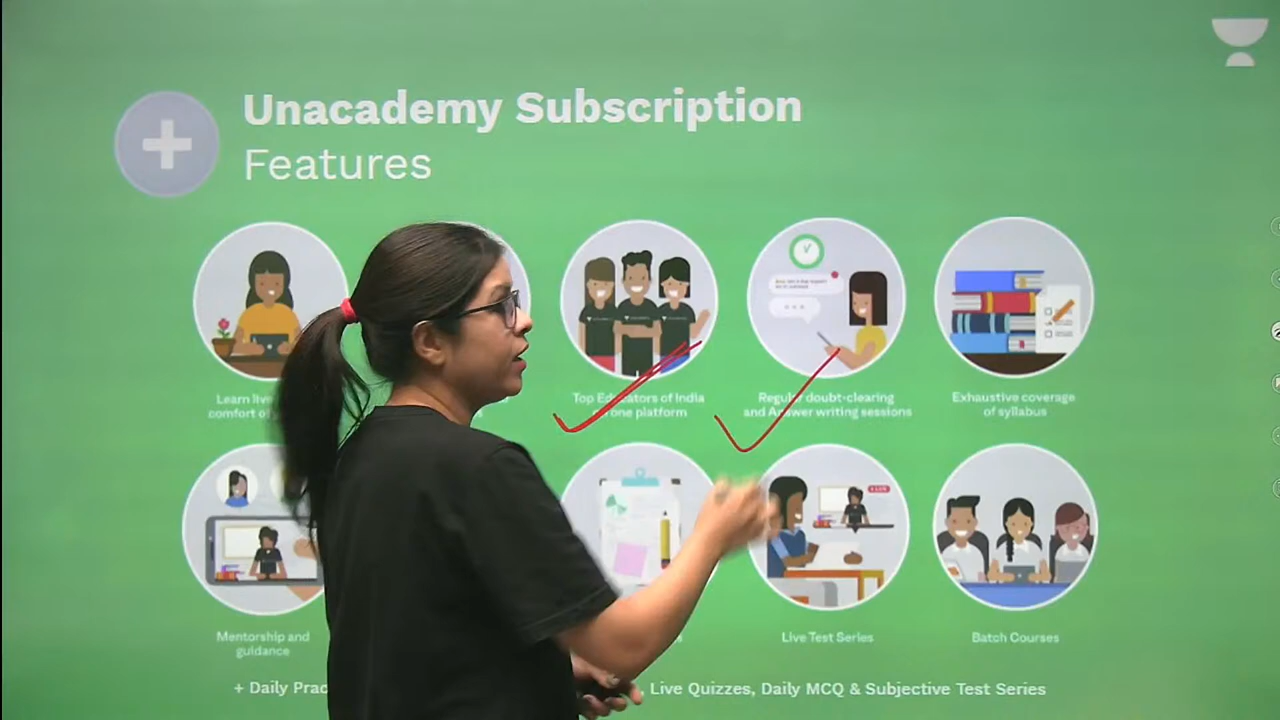 Unacademy Subscription
Features
Learn live
comfort of
Top Educators of India
on one platform
Regular doubt-clearing
and Answer writing sessions
Exhaustive coverage
of syllabus
Mentorship and
guidance
Live Test Series
Batch Courses
+ Daily Prac
, Live Quizzes, Daily MCQ & Subjective Test Series